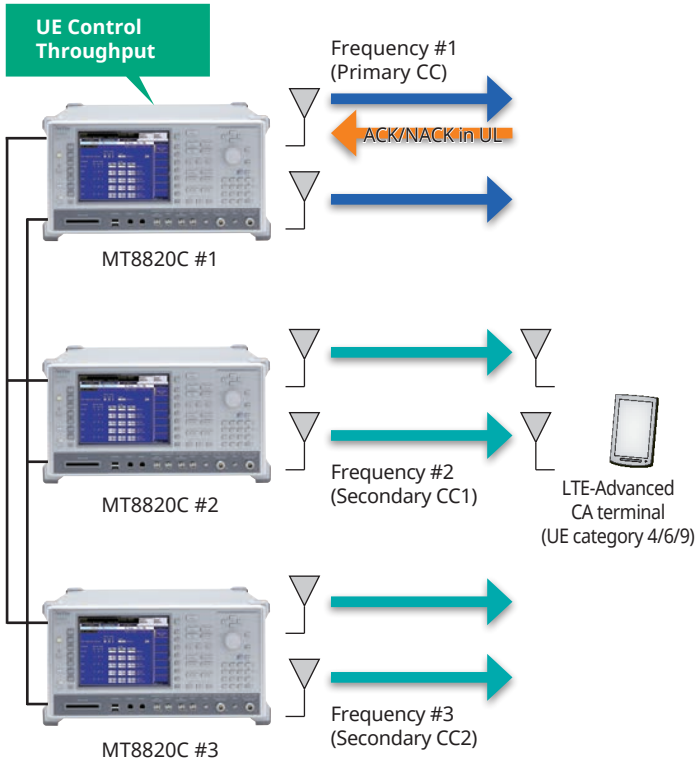 UE Control
Throughput
Frequency #1
(Primary CC)
ACK/NACK in UL
MT8820C #1
MT8820C #2
Frequency #2
(Secondary CC1)
LTE-Advanced
CA terminal
(UE category 4/6/9)
MT8820C #3
Frequency #3
(Secondary CC2)